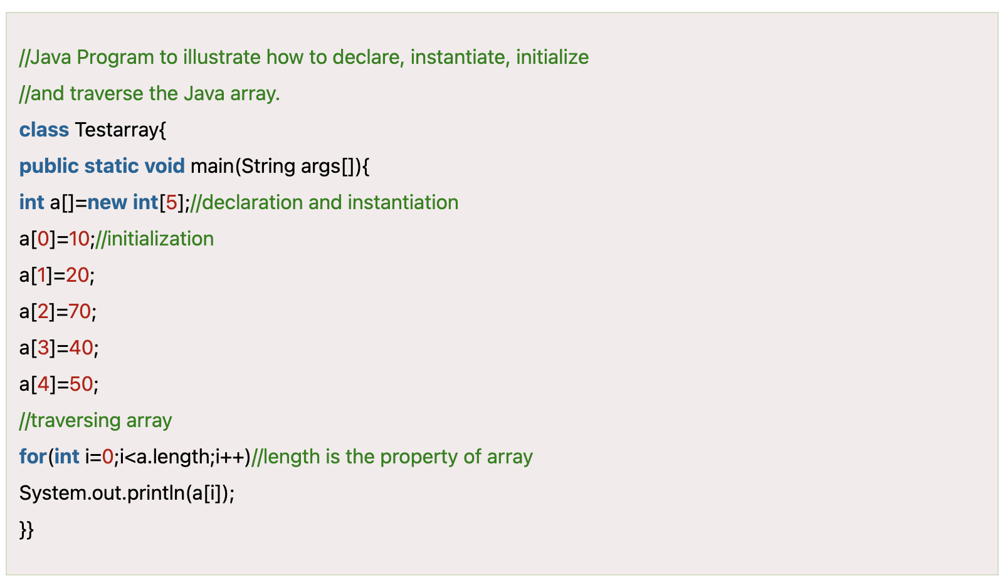 //Java Program to illustrate how to declare, instantiate, initialize
//and traverse the Java array.
class Testarray{
public static void main(String args[]){
int a[]=new int[5];//declaration and instantiation
a[0]=10;//initialization
a[1]=20;
a[2]=70;
a[3]=40;
a[4]=50;
//traversing array
for(int i=0;i<a.length;i++)//length is the property of array
System.out.println(a[i]);
}}